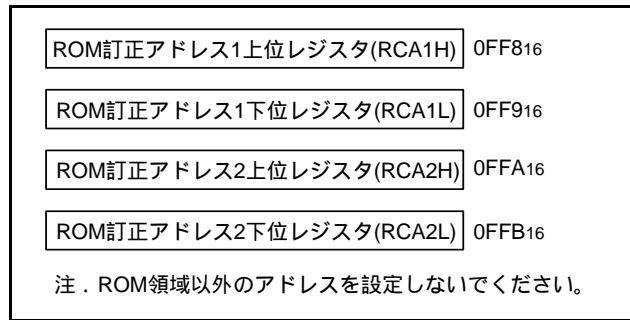 ROM訂正アドレス1上位レジスタ(RCA1H) 0FF816
ROM訂正アドレス1下位レジスタ(RCA1L) 0FF916
ROM訂正アドレス2上位レジスタ(RCA2H) 0FFA16
ROM訂正アドレス2下位レジスタ(RCA2L) 0FFB16
注．ROM領域以外のアドレスを設定しないでください。